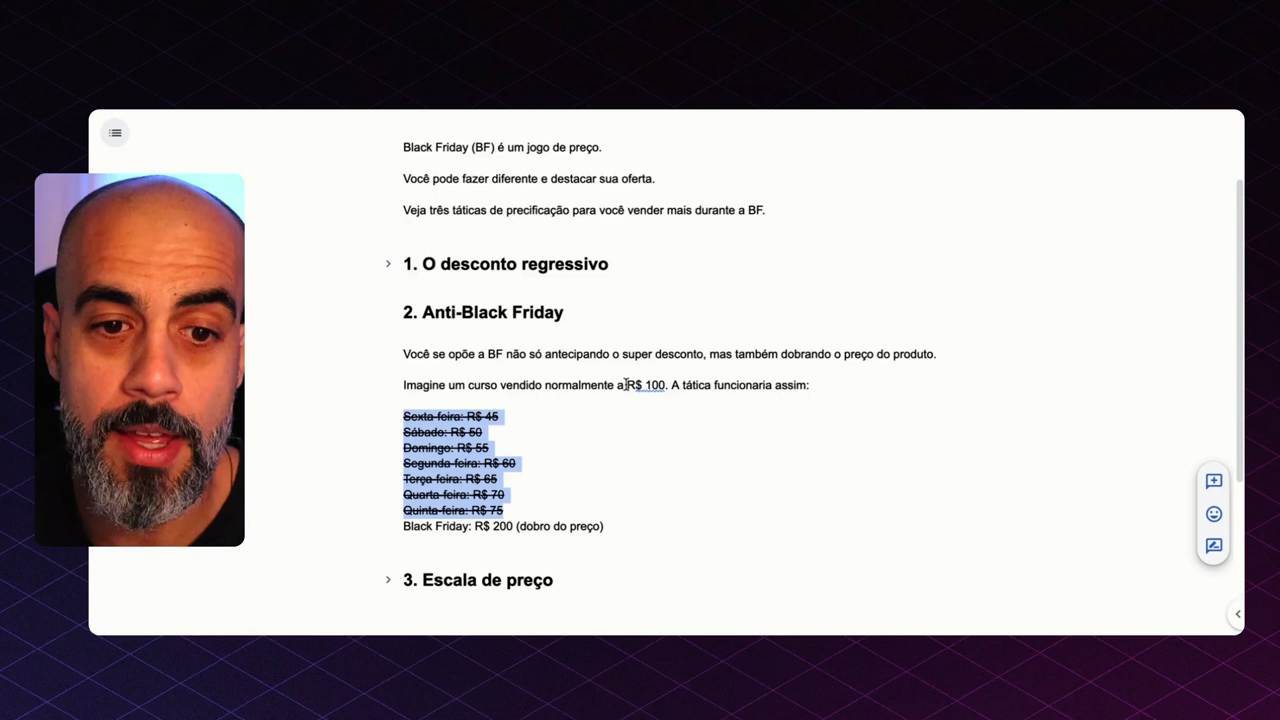 Black Friday (BF) é um jogo de preço.
Você pode fazer diferente e destacar sua oferta.
Veja três táticas de precificação para você vender mais durante a BF.
1. O desconto regressivo
2. Anti-Black Friday
Você se opõe a BF não só antecipando o super desconto, mas também dobrando o preço do produto.
Imagine um curso vendido normalmente a R$ 100. A tática funcionaria assim:
Sexta-feira: R$ 45
Sábado: R$ 50
Domingo: R$ 55
Segunda-feira: R$ 60
Terça-feira: R$ 65
Quarta-feira: R$ 70
Quinta-feira: R$ 75
Black Friday: R$ 200 (dobro do preço)
3. Escala de preço